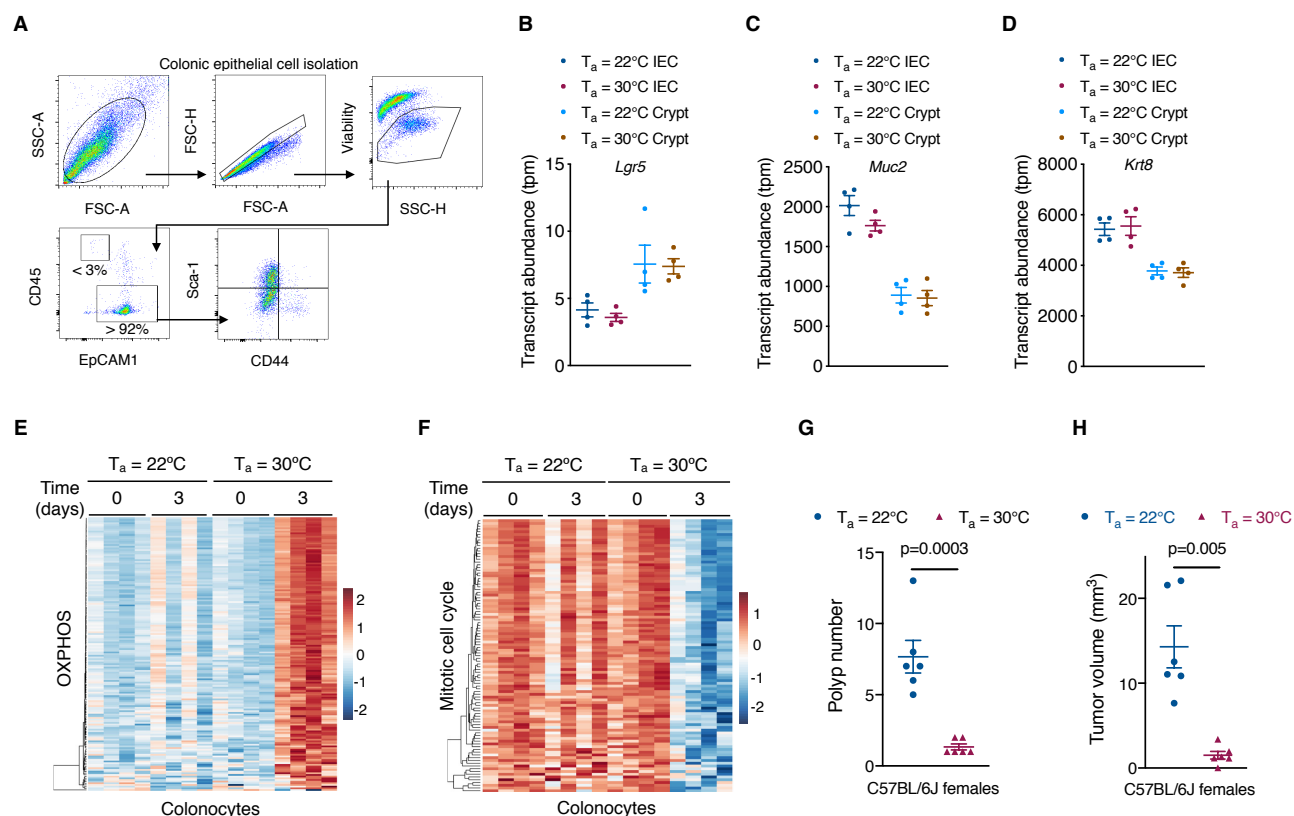 A
Colonic epithelial cell isolation
SSC-A
FSC-A
FSC-H
FSC-A
Viability
SSC-H
CD45
< 3%
> 92%
EpCAM1
Sca-1
CD44
B
Ta = 22°C IEC
Ta = 30°C IEC
Ta = 22°C Crypt
Ta = 30°C Crypt
Lgr5
Transcript abundance (tpm)
15
10
5
0
C
Ta = 22°C IEC
Ta = 30°C IEC
Ta = 22°C Crypt
Ta = 30°C Crypt
Muc2
Transcript abundance (tpm)
2500
2000
1500
1000
500
0
D
Ta = 22°C IEC
Ta = 30°C IEC
Ta = 22°C Crypt
Ta = 30°C Crypt
Krt8
Transcript abundance (tpm)
8000
6000
4000
2000
0
E
Ta = 22ºC Ta = 30ºC
Time
(days)
0 3 0 3
OXPHOS
2
1
0
-1
-2
Colonocytes
F
Ta = 22ºC Ta = 30ºC
Time
(days)
0 3 0 3
Mitotic cell cycle
1
0
-1
-2
Colonocytes
G
Ta = 22°C Ta = 30°C
p=0.0003
Polyp number
15
10
5
0
C57BL/6J females
H
Ta = 22°C Ta = 30°C
p=0.005
Tumor volume (mm³)
20
10
0
C57BL/6J females